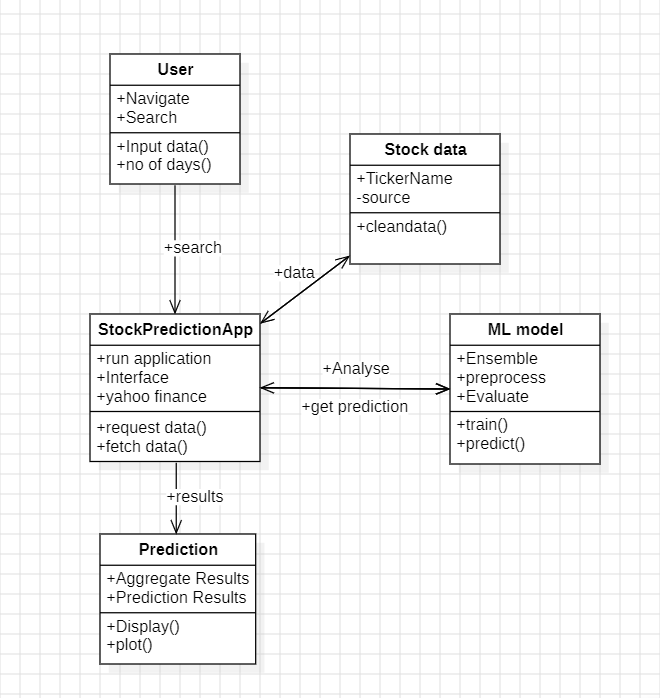 User
+Navigate
+Search
+Input data()
+no of days()
Stock data
+TickerName
-source
+cleandata()
+search
+data
StockPredictionApp
+run application
+Interface
+yahoo finance
+request data()
+fetch data()
+Analyse
+get prediction
ML model
+Ensemble
+preprocess
+Evaluate
+train()
+predict()
+results
Prediction
+Aggregate Results
+Prediction Results
+Display()
+plot()